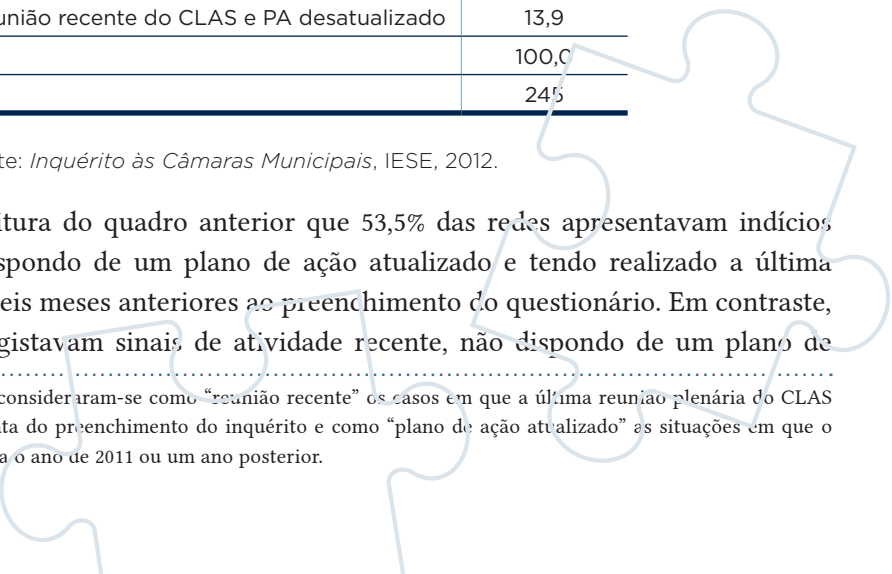 união recente do CLAS e PA desatualizado 13,9
100,0
245
te: Inquérito às Câmaras Municipais, IESE, 2012.
itura do quadro anterior que 53,5% das redes apresentavam indícios
spondo de um plano de ação atualizado e tendo realizado a última
eis meses anteriores ao preenchimento do questionário. Em contraste,
gistavam sinais de atividade recente, não dispondo de um plano de
consideraram-se como “reunião recente” os casos em que a última reunião plenária do CLAS
ata do preenchimento do inquérito e como “plano de ação atualizado” as situações em que o
a o ano de 2011 ou um ano posterior.